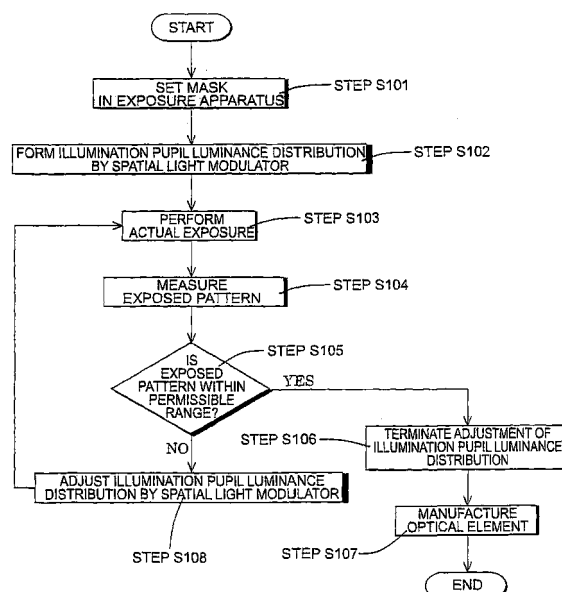 START
SET MASK
IN EXPOSURE APPARATUS
STEP S101
FORM ILLUMINATION PUPIL LUMINANCE DISTRIBUTION
BY SPATIAL LIGHT MODULATOR
STEP S102
PERFORM
ACTUAL EXPOSURE
STEP S103
MEASURE
EXPOSED PATTERN
STEP S104
STEP S105
IS
EXPOSED
PATTERN WITHIN
PERMISSIBLE
RANGE?
YES
NO
STEP S106
TERMINATE ADJUSTMENT OF
ILLUMINATION PUPIL LUMINANCE
DISTRIBUTION
ADJUST ILLUMINATION PUPIL LUMINANCE
DISTRIBUTION BY SPATIAL LIGHT MODULATOR
STEP S108
MANUFACTURE
OPTICAL ELEMENT
STEP S107
END